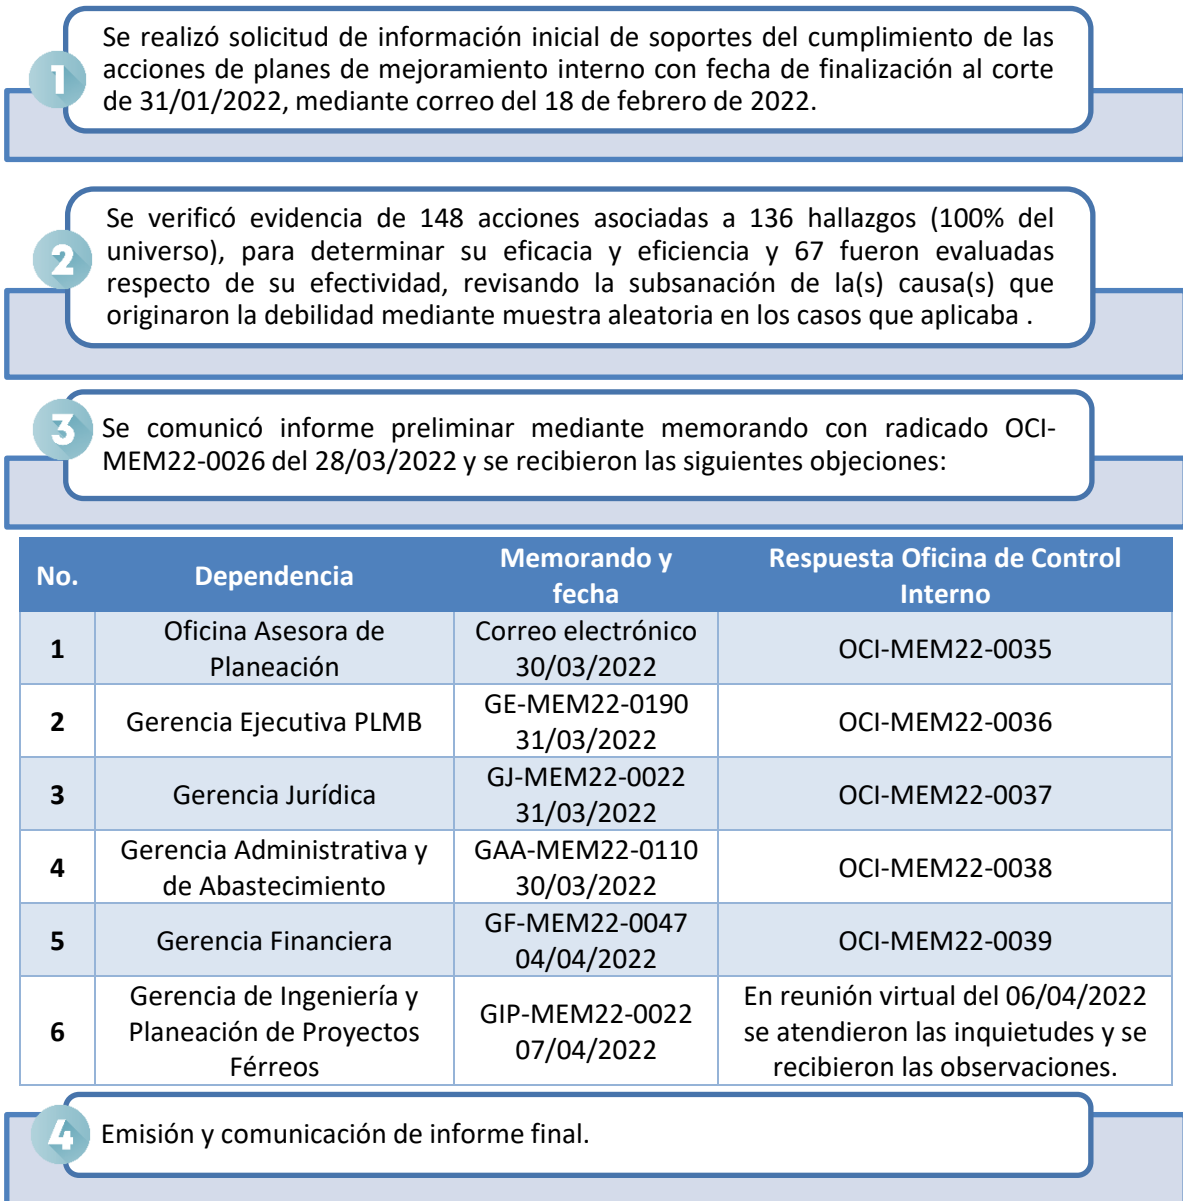 1
Se realizó solicitud de información inicial de soportes del cumplimiento de las
acciones de planes de mejoramiento interno con fecha de finalización al corte
de 31/01/2022, mediante correo del 18 de febrero de 2022.
2
Se verificó evidencia de 148 acciones asociadas a 136 hallazgos (100% del
universo), para determinar su eficacia y eficiencia y 67 fueron evaluadas
respecto de su efectividad, revisando la subsanación de la(s) causa(s) que
originaron la debilidad mediante muestra aleatoria en los casos que aplicaba .
3
Se comunicó informe preliminar mediante memorando con radicado OCI-
MEM22-0026 del 28/03/2022 y se recibieron las siguientes objeciones:
No. Dependencia Memorando y fecha Respuesta Oficina de Control Interno
1 Oficina Asesora de Planeación Correo electrónico 30/03/2022 OCI-MEM22-0035
2 Gerencia Ejecutiva PLMB GE-MEM22-0190 31/03/2022 OCI-MEM22-0036
3 Gerencia Jurídica GJ-MEM22-0022 31/03/2022 OCI-MEM22-0037
4 Gerencia Administrativa y de Abastecimiento GAA-MEM22-0110 30/03/2022 OCI-MEM22-0038
5 Gerencia Financiera GF-MEM22-0047 04/04/2022 OCI-MEM22-0039
6 Gerencia de Ingeniería y Planeación de Proyectos Férreos GIP-MEM22-0022 07/04/2022 En reunión virtual del 06/04/2022 se atendieron las inquietudes y se recibieron las observaciones.
4
Emisión y comunicación de informe final.